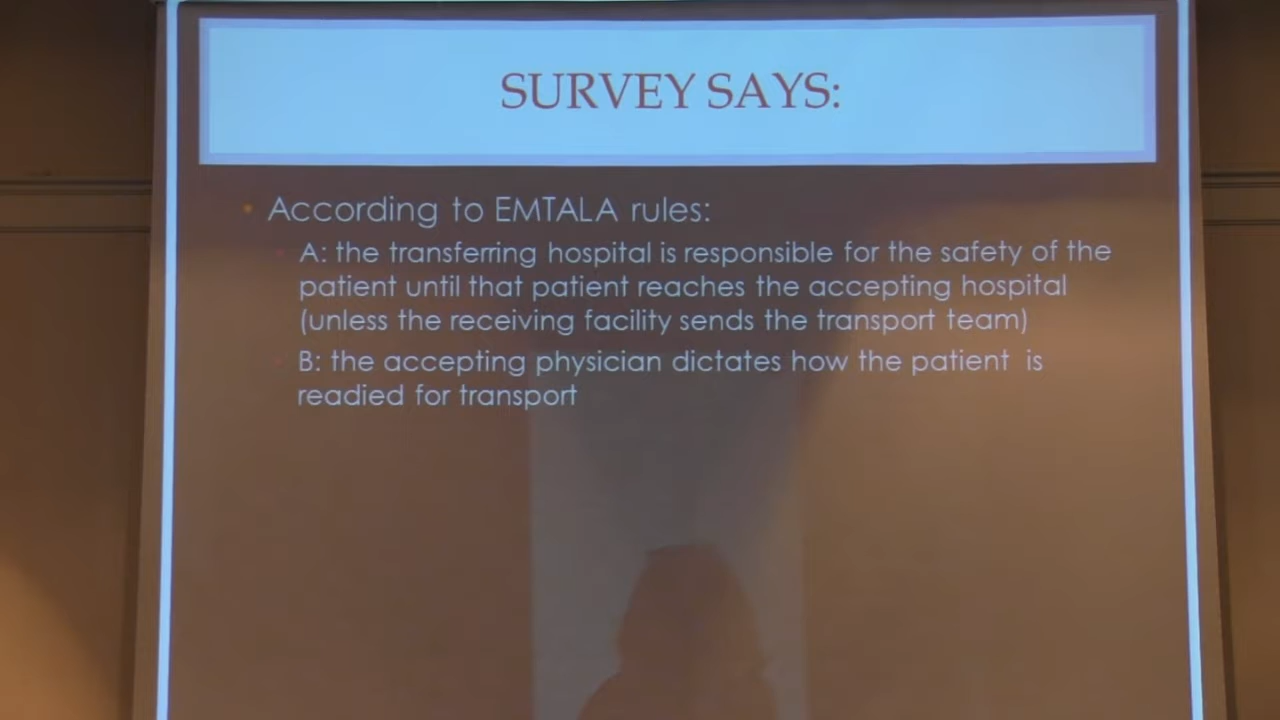 SURVEY SAYS:
• According to EMTALA rules:
A: the transferring hospital is responsible for the safety of the
patient until that patient reaches the accepting hospital
(unless the receiving facility sends the transport team)
B: the accepting physician dictates how the patient is
readied for transport